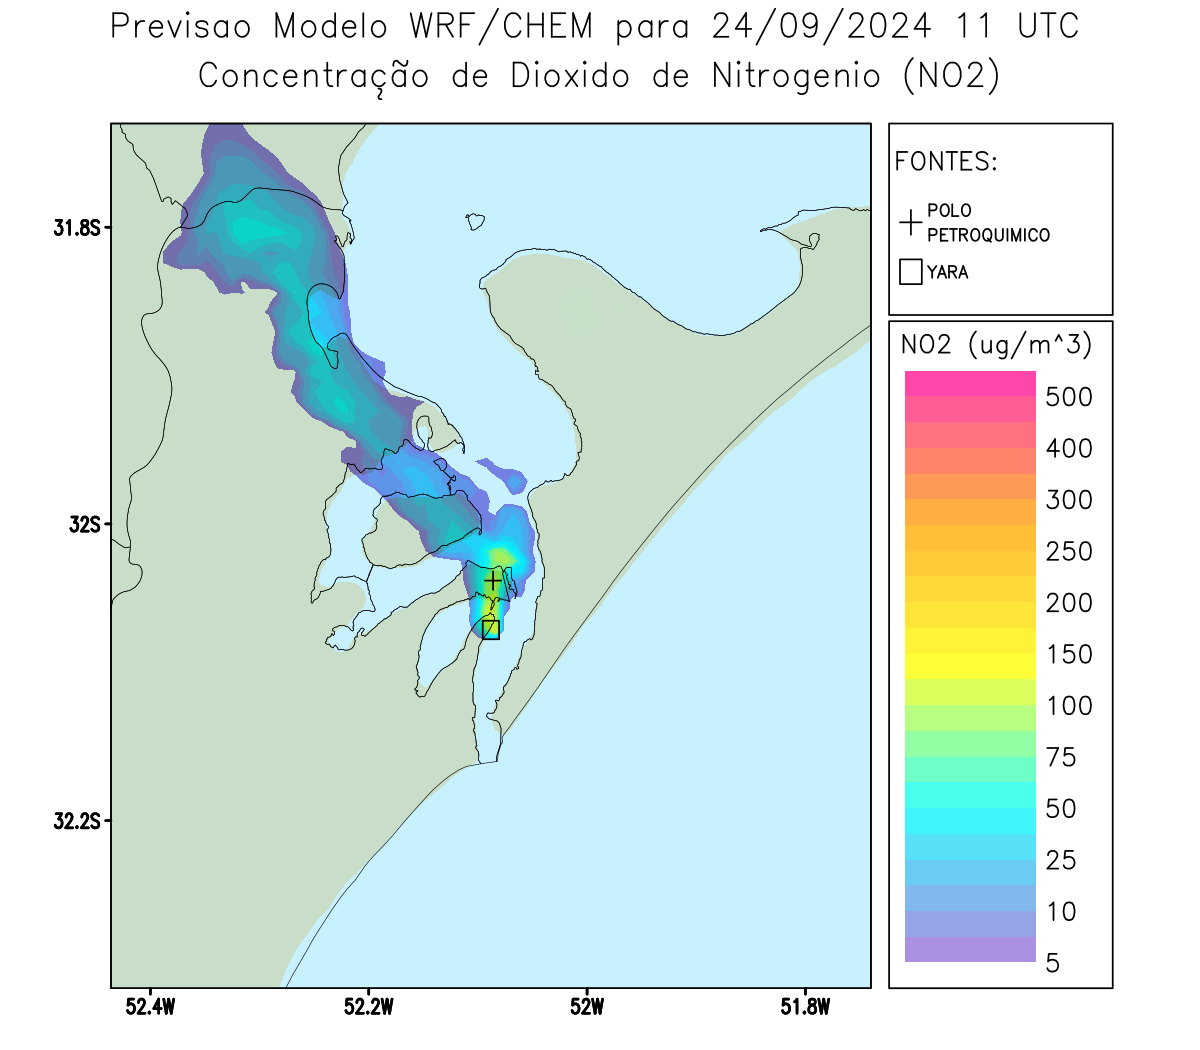 Previsao Modelo WRF/CHEM para 24/09/2024 11 UTC
Concentração de Dioxido de Nitrogenio (NO2)
FONTES:
POLO
PETROQUIMICO
YARA
NO2 (ug/m^3)
500
400
300
250
200
150
100
75
50
25
10
5
31.8S
32S
32.2S
52.4W
52.2W
52W
51.8W